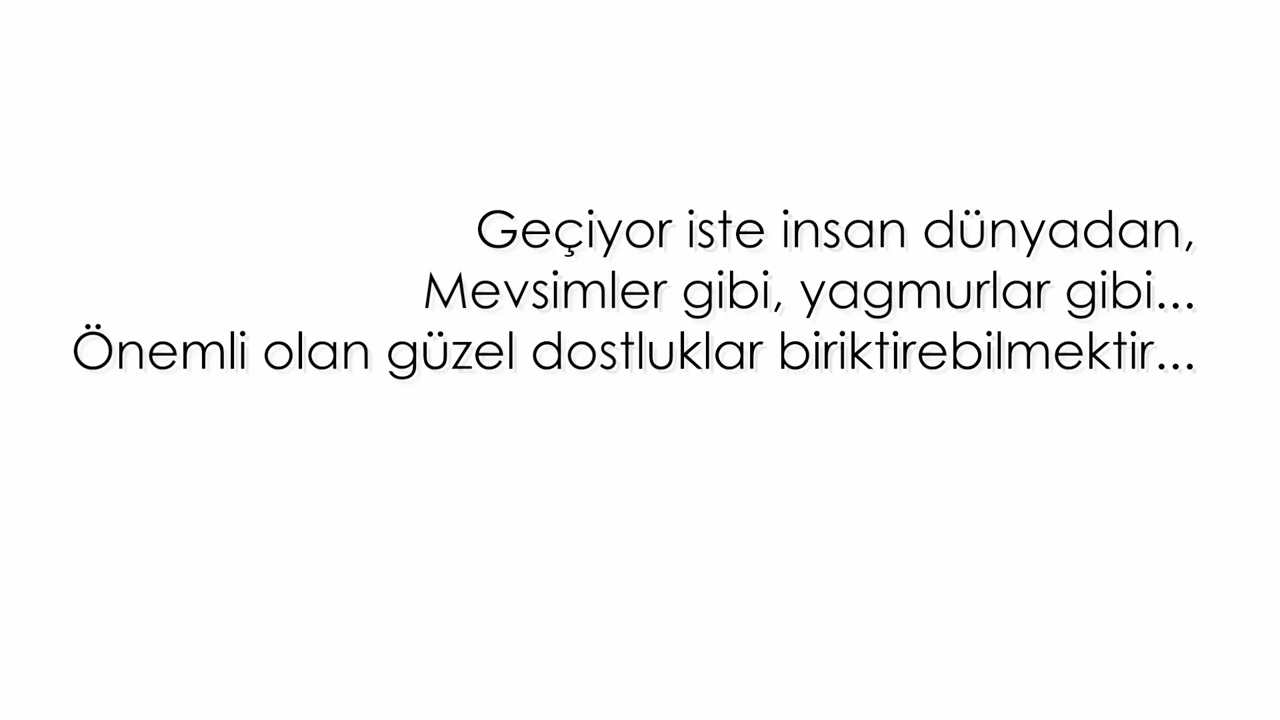 Geçiyor iste insan dünyadan,
Mevsimler gibi, yagmurlar gibi...
Önemli olan güzel dostluklar biriktirebilmektir...